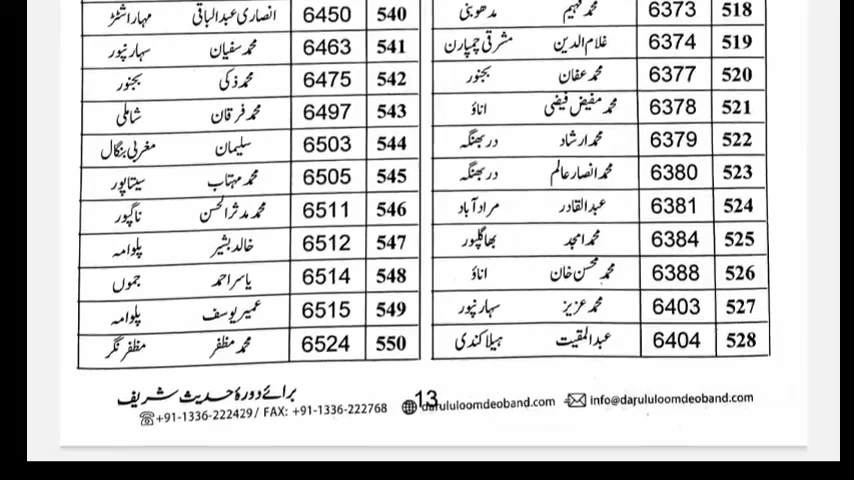 518 6373 محمد فہیم مدھوبنی
519 6374 غلام الدین مشرقی چمپارن
520 6377 محمد عفان بجنور
521 6378 محمد مفیض فیضی اناؤ
522 6379 محمد ارشاد دربھنگہ
523 6380 محمد انصار عالم دربھنگہ
524 6381 عبدالقادر مرادآباد
525 6384 محمد امجد بھاگلپور
526 6388 محمد محسن خان اناؤ
527 6403 محمد عزیز سہارنپور
528 6404 عبدالمقیت ہیلاکندی
540 6450 انصاری عبدالباقی مہاراشٹر
541 6463 محمد سفیان سہارنپور
542 6475 محمد ذکی بجنور
543 6497 محمد فرقان شاملی
544 6503 سلیمان مغربی بنگال
545 6505 محمد مہتاب سیتاپور
546 6511 محمد مدثر الحسن ناگپور
547 6512 خالد بشیر پلوامہ
548 6514 یاسر احمد جموں
549 6515 عمیر یوسف پلوامہ
550 6524 محمد مظفر مظفر نگر
برائے دورۂ حدیث شریف
13
+91-1336-222429/ FAX: +91-1336-222768 darululoomdeoband.com info@darululoomdeoband.com